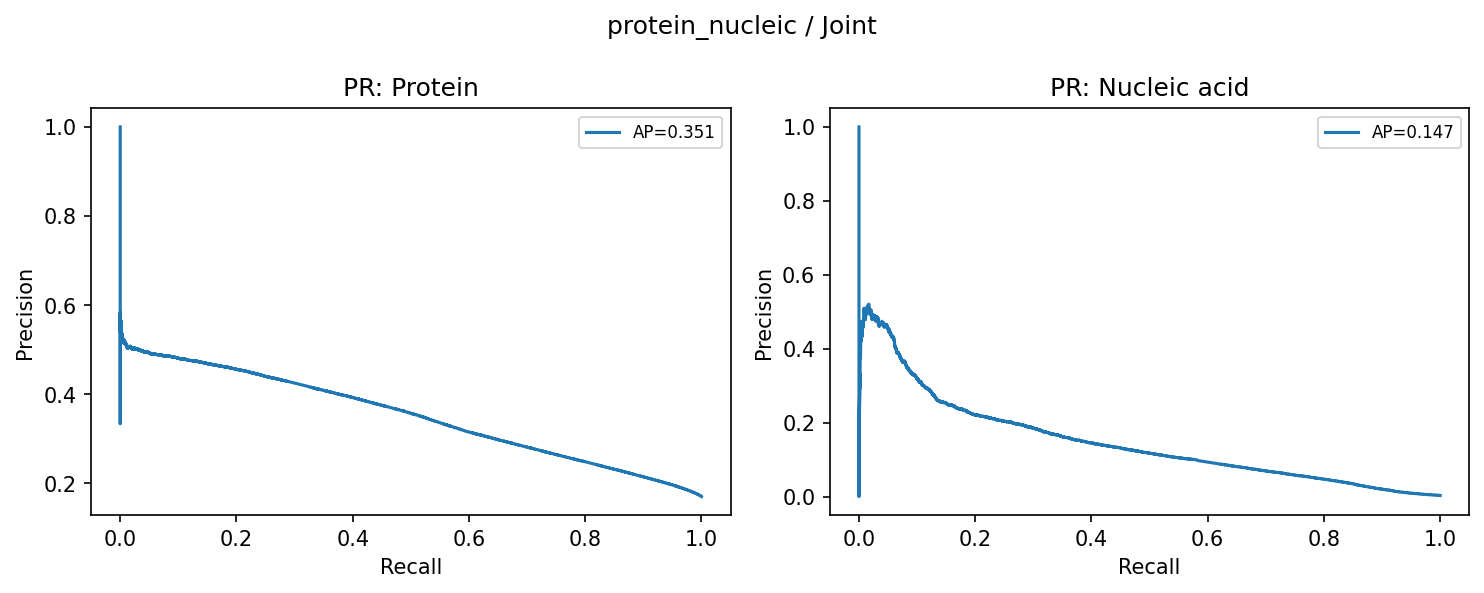 protein_nucleic / Joint
PR: Protein
AP=0.351
1.0
0.8
0.6
0.4
0.2
Precision
0.0 0.2 0.4 0.6 0.8 1.0
Recall
PR: Nucleic acid
AP=0.147
1.0
0.8
0.6
0.4
0.2
0.0
Precision
0.0 0.2 0.4 0.6 0.8 1.0
Recall